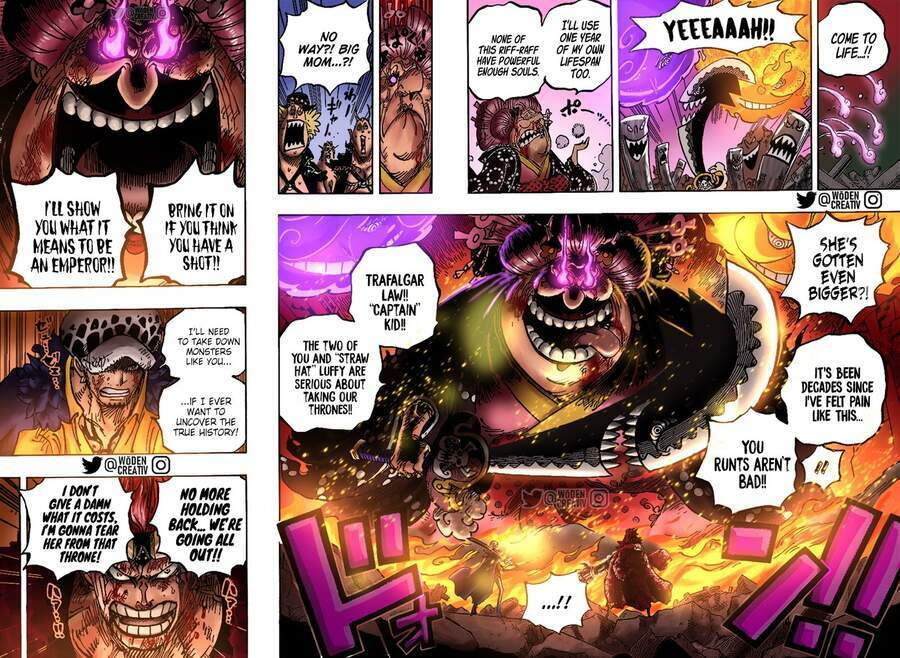 COME TO
LIFE...!!
YEEEAAAH!!
I'LL USE
ONE YEAR
OF MY OWN
LIFESPAN
TOO.
NONE OF
THIS RIFF-RAFF
HAVE POWERFUL
ENOUGH SOULS.
NO
WAY?! BIG
MOM...?!
@WÖDEN
CREATIV
SHE'S
GOTTEN
EVEN
BIGGER?!
IT'S BEEN
DECADES SINCE
I'VE FELT PAIN
LIKE THIS...
!!
YOU
RUNTS AREN'T
BAD!!
TRAFALGAR
LAW!!
"CAPTAIN"
KID!!
THE TWO OF
YOU AND "STRAW
HAT" LUFFY ARE
SERIOUS ABOUT
TAKING OUR
THRONES!!
@WÖDEN
CREATIV
...!!
ドォン!!
BRING IT ON
IF YOU THINK
YOU HAVE A
SHOT!!
I'LL SHOW
YOU WHAT IT
MEANS TO BE
AN EMPEROR!!
I'LL NEED
TO TAKE DOWN
MONSTERS
LIKE YOU...
...IF I EVER
WANT TO
UNCOVER THE
TRUE HISTORY!
@WÖDEN
CREATIV
NO MORE
HOLDING
BACK... WE'RE
GOING ALL
OUT!!
I DON'T
GIVE A DAMN
WHAT IT COSTS,
I'M GONNA TEAR
HER FROM THAT
THRONE!